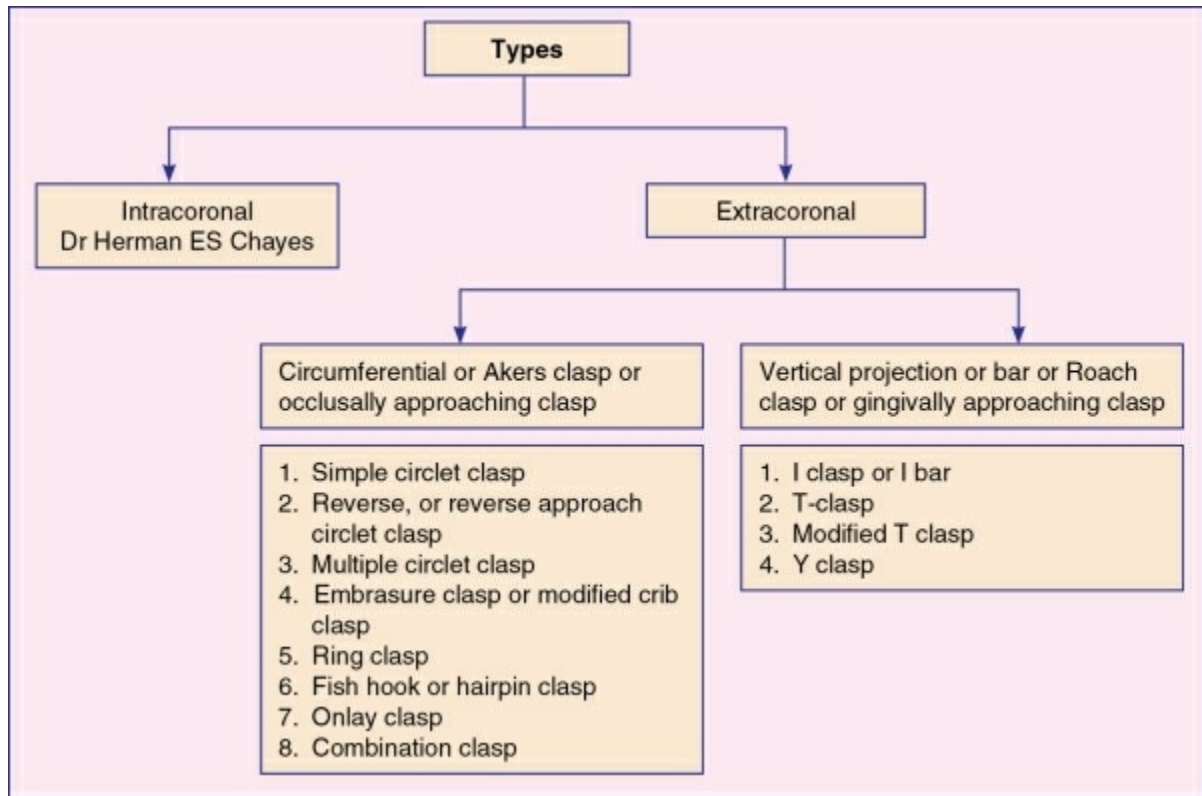 Types
Intracoronal
Dr Herman ES Chayes
Extracoronal
Circumferential or Akers clasp or
occlusally approaching clasp
Vertical projection or bar or Roach
clasp or gingivally approaching clasp
1. Simple circlet clasp
2. Reverse, or reverse approach
circlet clasp
3. Multiple circlet clasp
4. Embrasure clasp or modified crib
clasp
5. Ring clasp
6. Fish hook or hairpin clasp
7. Onlay clasp
8. Combination clasp
1. I clasp or I bar
2. T-clasp
3. Modified T clasp
4. Y clasp